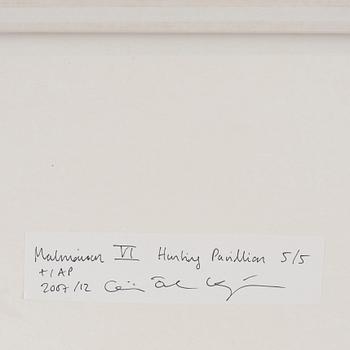 Malmaison VI Hunting Pavillion 5/5
+1 AP
2007/12